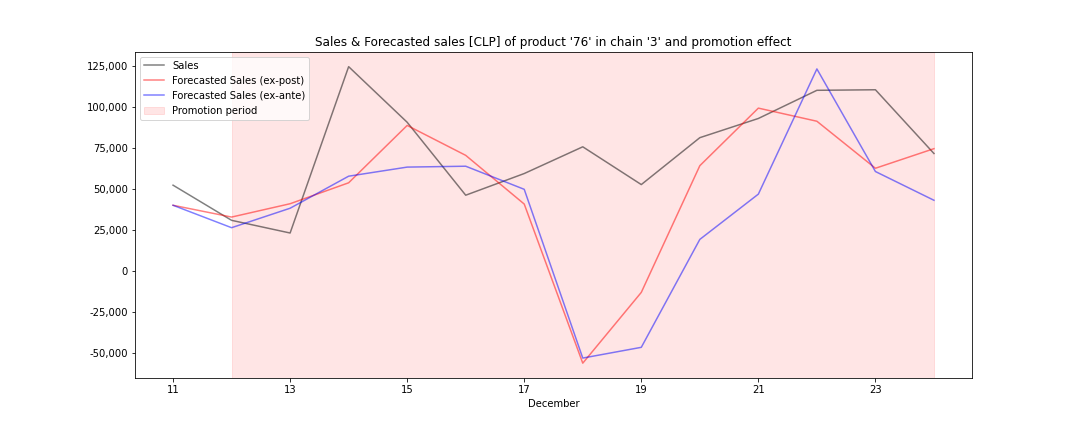 Sales & Forecasted sales [CLP] of product '76' in chain '3' and promotion effect
Sales
Forecasted Sales (ex-post)
Forecasted Sales (ex-ante)
Promotion period
125,000
100,000
75,000
50,000
25,000
0
-25,000
-50,000
11 13 15 17 19 21 23
December